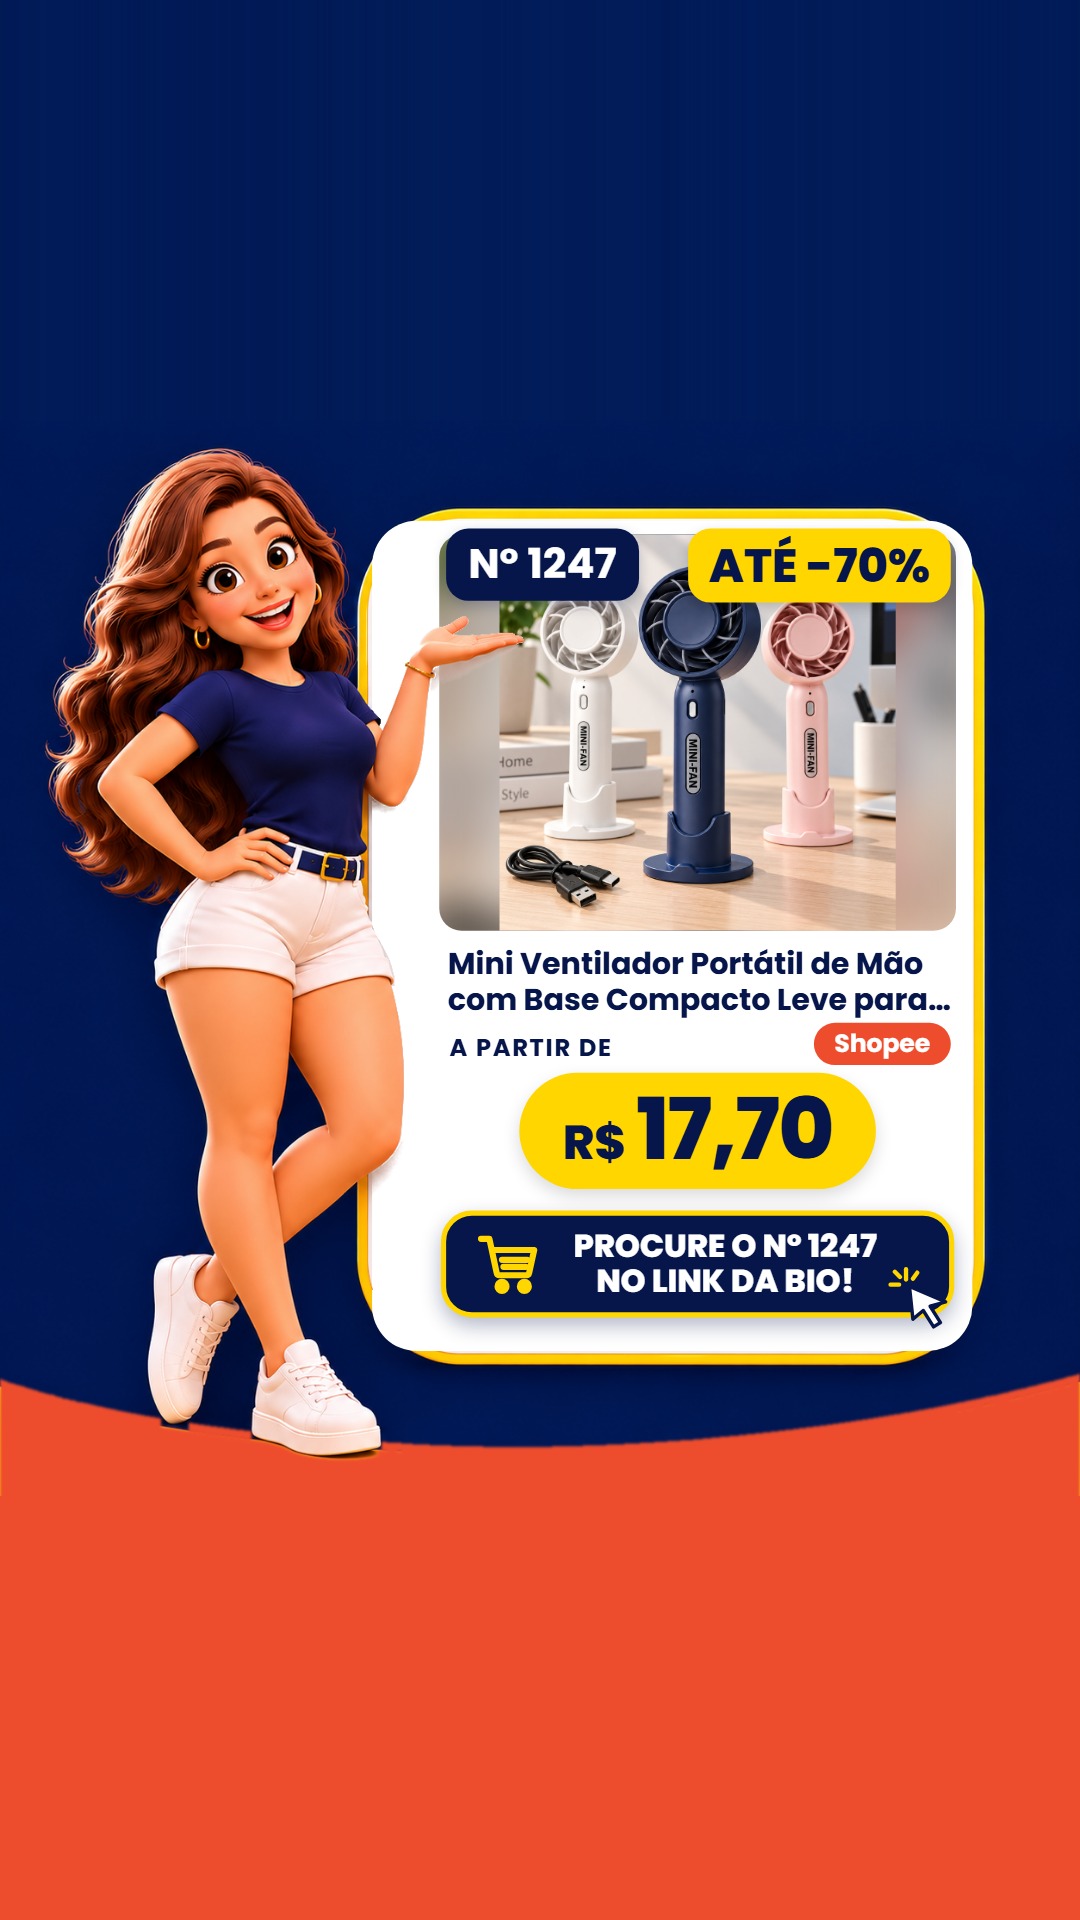 Nº 1247
ATÉ -70%
MINI-FAN
MINI-FAN
MINI-FAN
Home
Style
Mini Ventilador Portátil de Mão
com Base Compacto Leve para...
A PARTIR DE
Shopee
R$ 17,70
PROCURE O Nº 1247
NO LINK DA BIO!